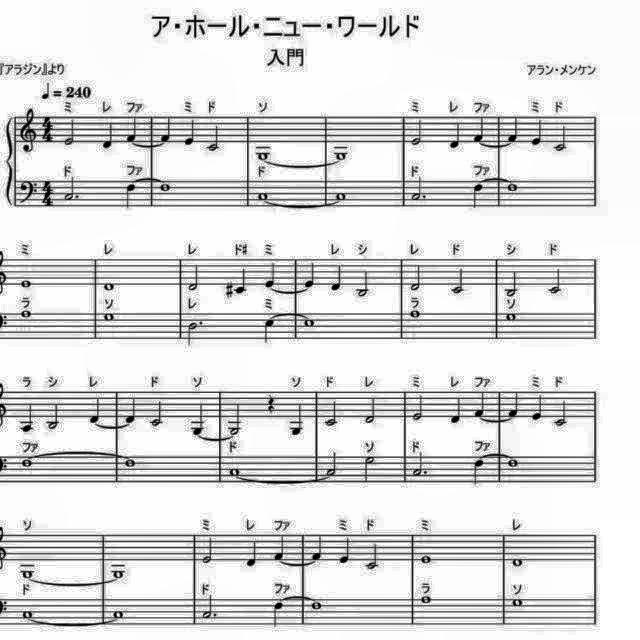 ア・ホール・ニュー・ワールド
入門
『アラジン』より
アラン・メンケン
♩= 240
ミ レ ファ ミ ド ソ ミ レ ファ ミ ド
ド ファ ド ド ファ
ミ レ レ ド# ミ レ シ レ ド シ ド
ラ ソ レ ミ ラ ソ
ラ シ レ ド ソ ソ ド レ ミ レ ファ ミ ド
ファ ド ソ ド ファ
ソ ミ レ ファ ミ ド ミ レ
ド ド ファ ラ ソ